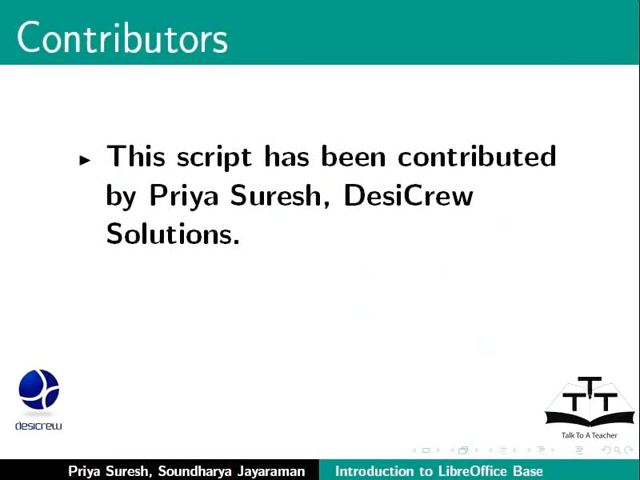 Contributors
This script has been contributed
by Priya Suresh, DesiCrew
Solutions.
desicrew
TTT
Talk To A Teacher
Priya Suresh, Soundharya Jayaraman
Introduction to LibreOffice Base